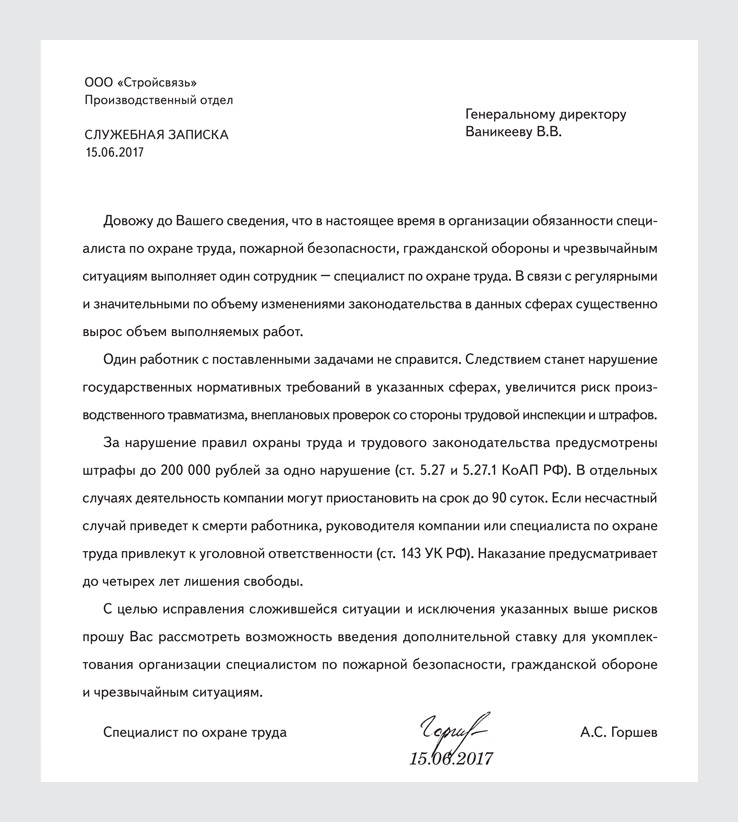 ООО «Стройсвязь»
Производственный отдел
Генеральному директору
Ваникееву В.В.
СЛУЖЕБНАЯ ЗАПИСКА
15.06.2017
Довожу до Вашего сведения, что в настоящее время в организации обязанности специ-
алиста по охране труда, пожарной безопасности, гражданской обороны и чрезвычайным
ситуациям выполняет один сотрудник — специалист по охране труда. В связи с регулярными
и значительными по объему изменениями законодательства в данных сферах существенно
вырос объем выполняемых работ.
Один работник с поставленными задачами не справится. Следствием станет нарушение
государственных нормативных требований в указанных сферах, увеличится риск произ-
водственного травматизма, внеплановых проверок со стороны трудовой инспекции и штрафов.
За нарушение правил охраны труда и трудового законодательства предусмотрены
штрафы до 200 000 рублей за одно нарушение (ст. 5.27 и 5.27.1 КоАП РФ). В отдельных
случаях деятельность компании могут приостановить на срок до 90 суток. Если несчастный
случай приведет к смерти работника, руководителя компании или специалиста по охране
труда привлекут к уголовной ответственности (ст. 143 УК РФ). Наказание предусматривает
до четырех лет лишения свободы.
С целью исправления сложившейся ситуации и исключения указанных выше рисков
прошу Вас рассмотреть возможность введения дополнительной ставку для укомплек-
тования организации специалистом по пожарной безопасности, гражданской обороне
и чрезвычайным ситуациям.
Специалист по охране труда
А.С. Горшев
15.06.2017